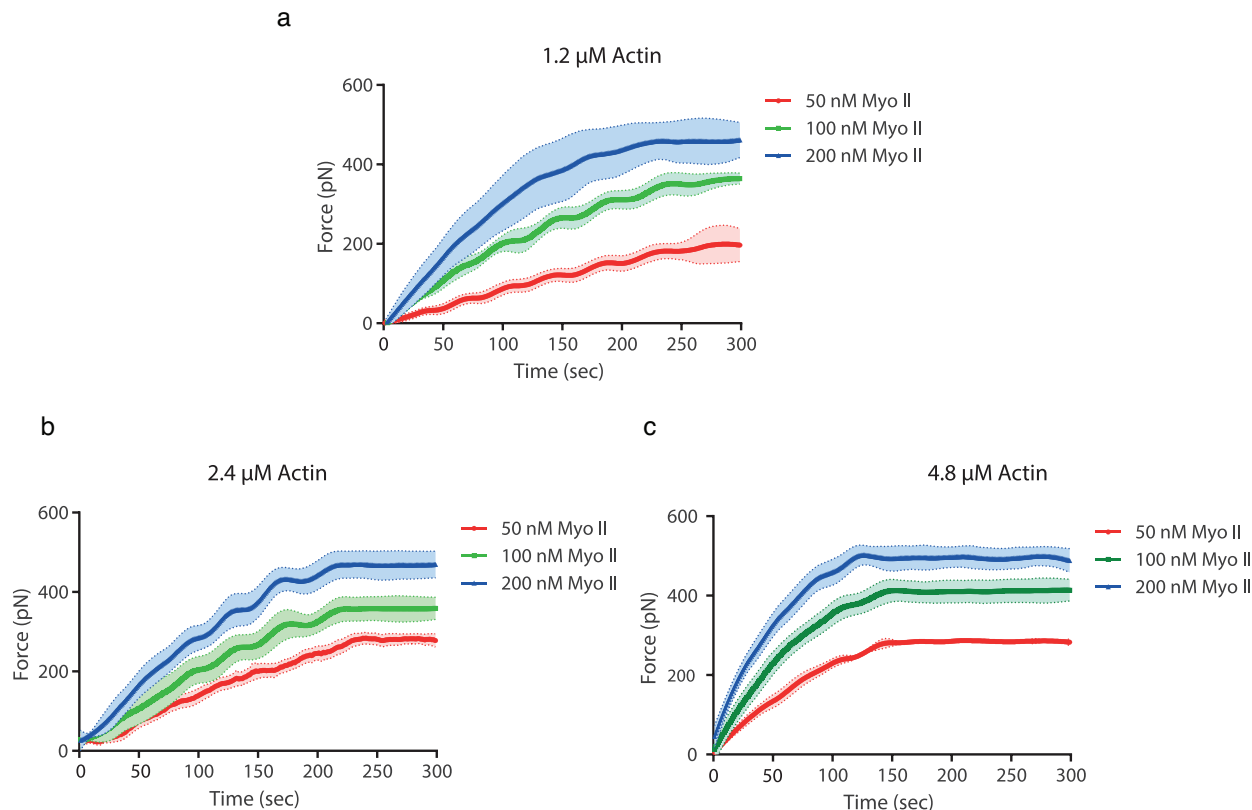 a
1.2 µM Actin
600
400
200
0
Force (pN)
0 50 100 150 200 250 300
Time (sec)
50 nM Myo II
100 nM Myo II
200 nM Myo II
b
2.4 µM Actin
600
400
200
0
Force (pN)
0 50 100 150 200 250 300
Time (sec)
50 nM Myo II
100 nM Myo II
200 nM Myo II
c
4.8 µM Actin
600
400
200
0
Force (pN)
0 50 100 150 200 250 300
Time (sec)
50 nM Myo II
100 nM Myo II
200 nM Myo II